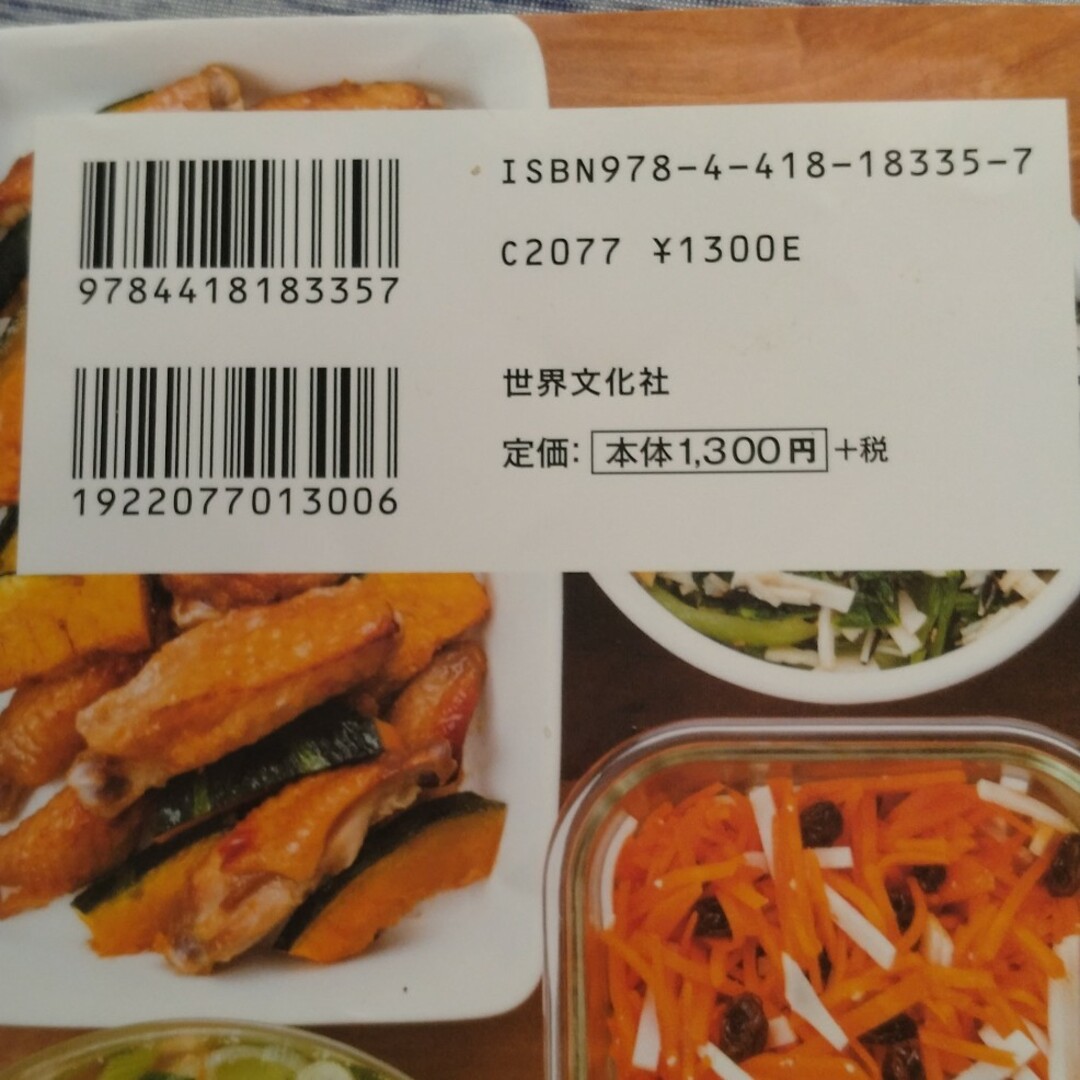 ISBN978-4-418-18335-7
C2077 ¥1300E
9784418183357
世界文化社
定価: 本体1,300円+税
1922077013006